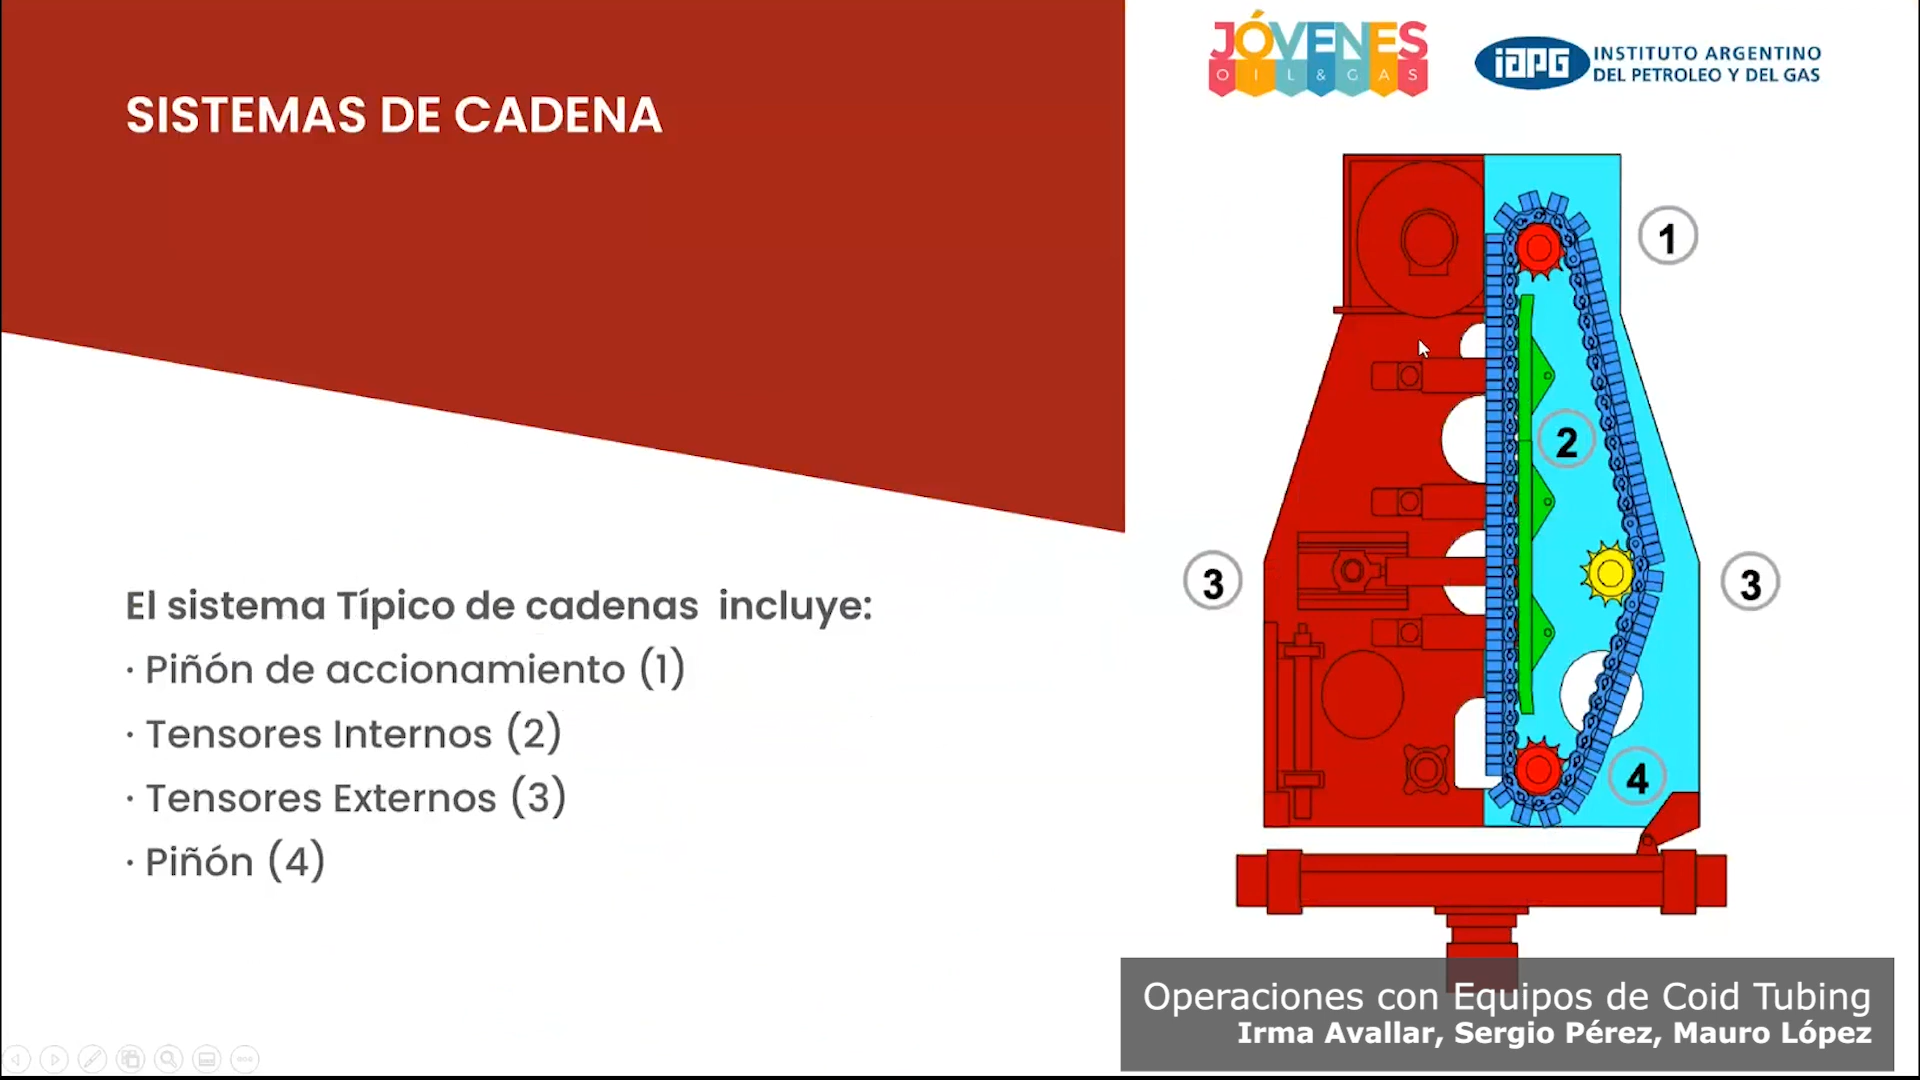 JÓVENES
OIL&GAS
iapg INSTITUTO ARGENTINO
DEL PETROLEO Y DEL GAS
SISTEMAS DE CADENA
El sistema Típico de cadenas incluye:
· Piñón de accionamiento (1)
· Tensores Internos (2)
· Tensores Externos (3)
· Piñón (4)
1
2
3
3
4
Operaciones con Equipos de Coid Tubing
Irma Avallar, Sergio Pérez, Mauro López